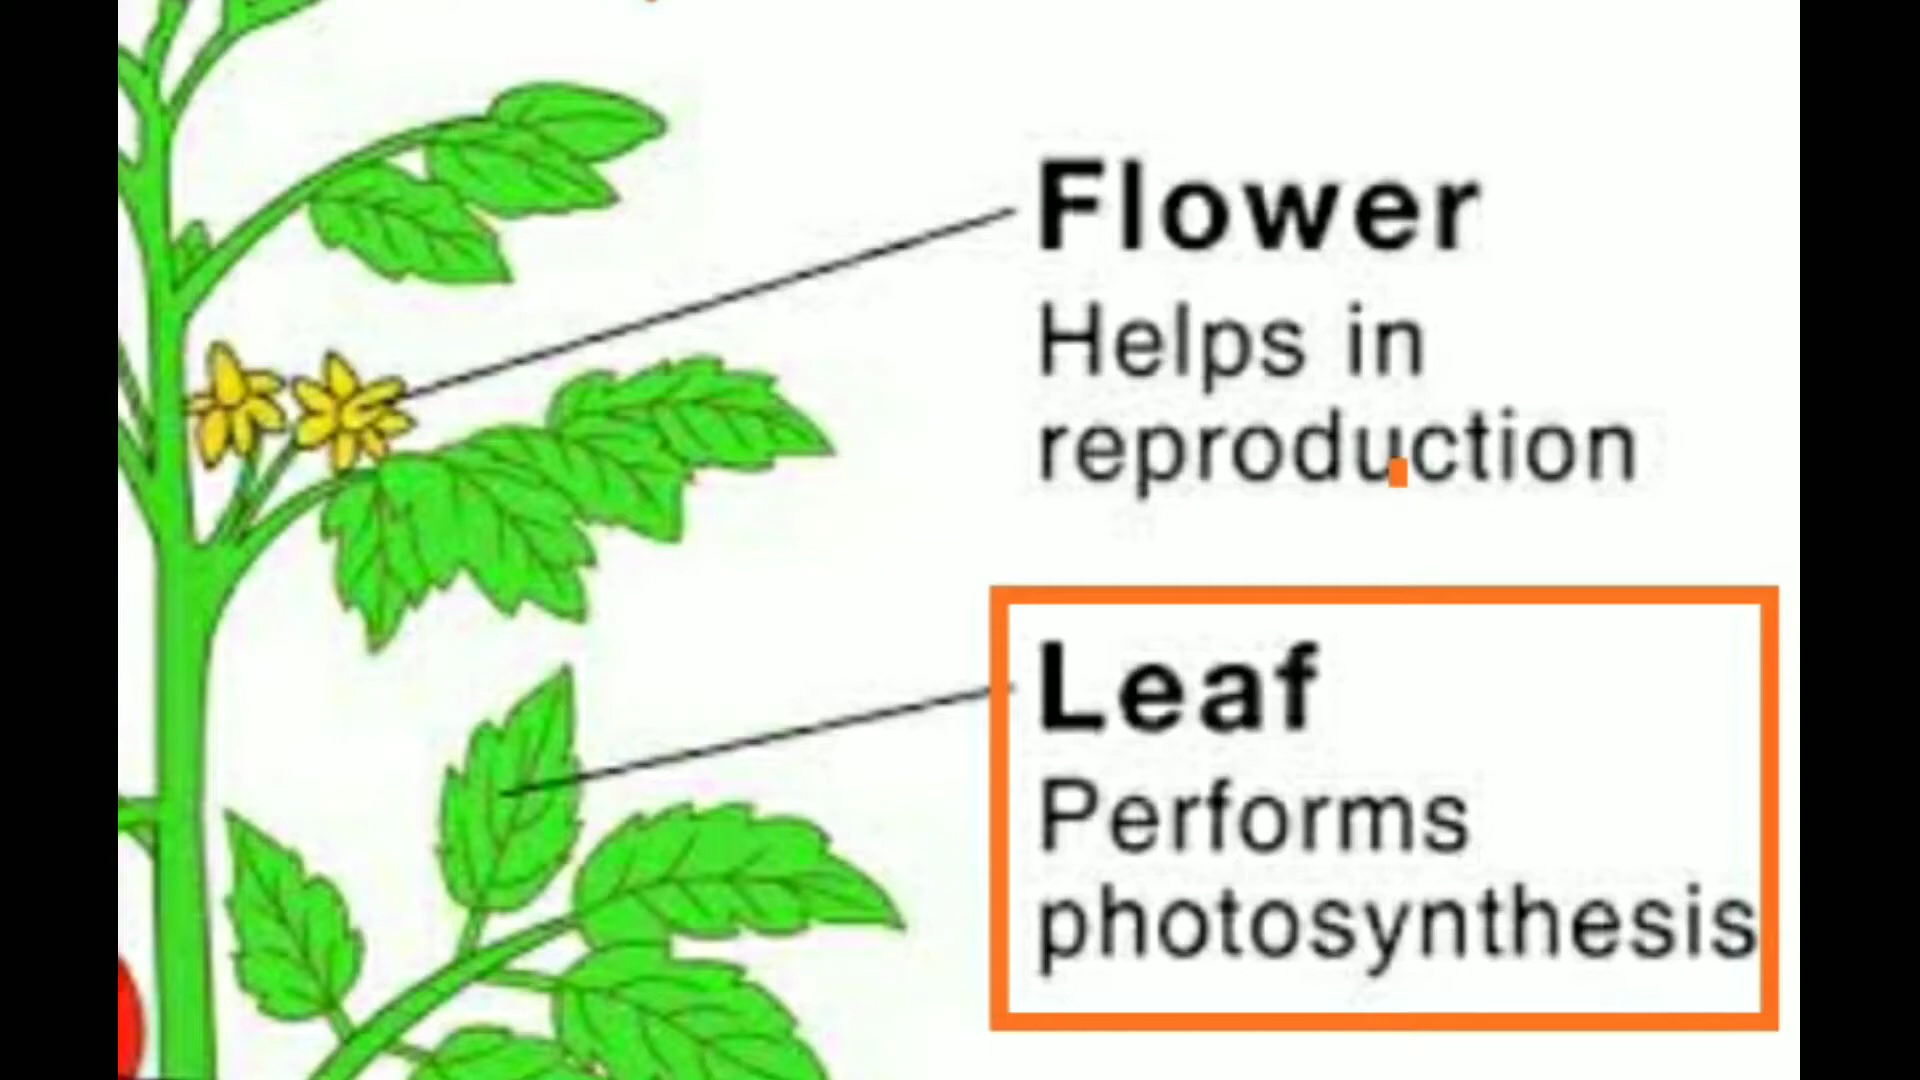 Flower
Helps in
reproduction
Leaf
Performs
photosynthesis